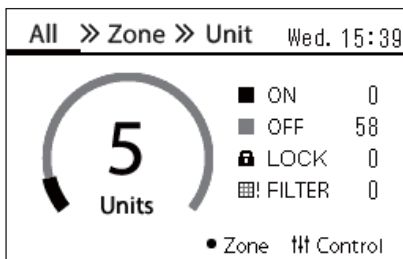 All » Zone » Unit Wed. 15:39
5
Units
ON 0
OFF 58
LOCK 0
! FILTER 0
Zone Control